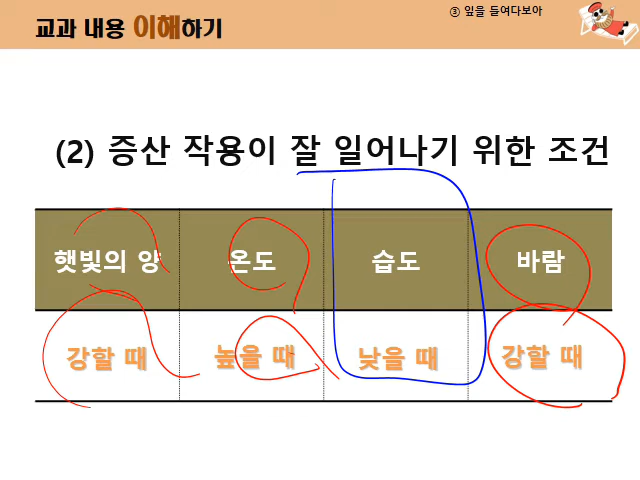 교과 내용 이해하기
③ 잎을 들여다보아
(2) 증산 작용이 잘 일어나기 위한 조건
햇빛의 양 온도 습도 바람
강할 때 높을 때 낮을 때 강할 때